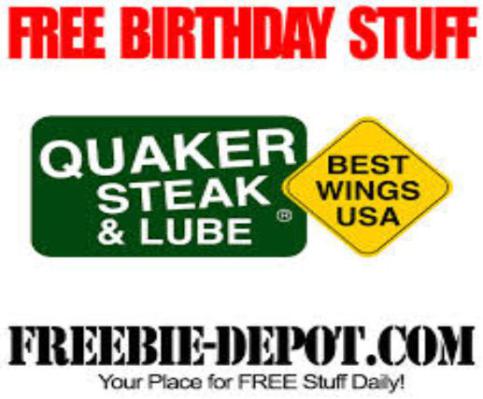 FREE BIRTHDAY STUFF
QUAKER
STEAK
& LUBE ®
BEST
WINGS
USA
FREEBIE-DEPOT.COM
Your Place for FREE Stuff Daily!